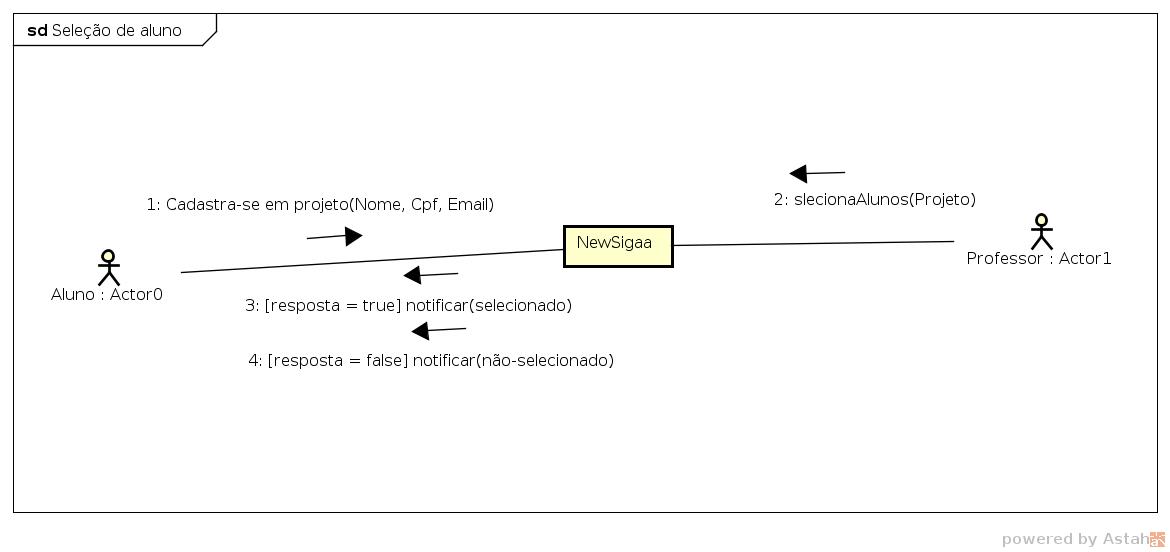 sd Seleção de aluno
1: Cadastra-se em projeto(Nome, Cpf, Email)
2: slecionaAlunos(Projeto)
NewSigaa
Professor : Actor1
Aluno : Actor0
3: [resposta = true] notificar(selecionado)
4: [resposta = false] notificar(não-selecionado)
powered by Astah